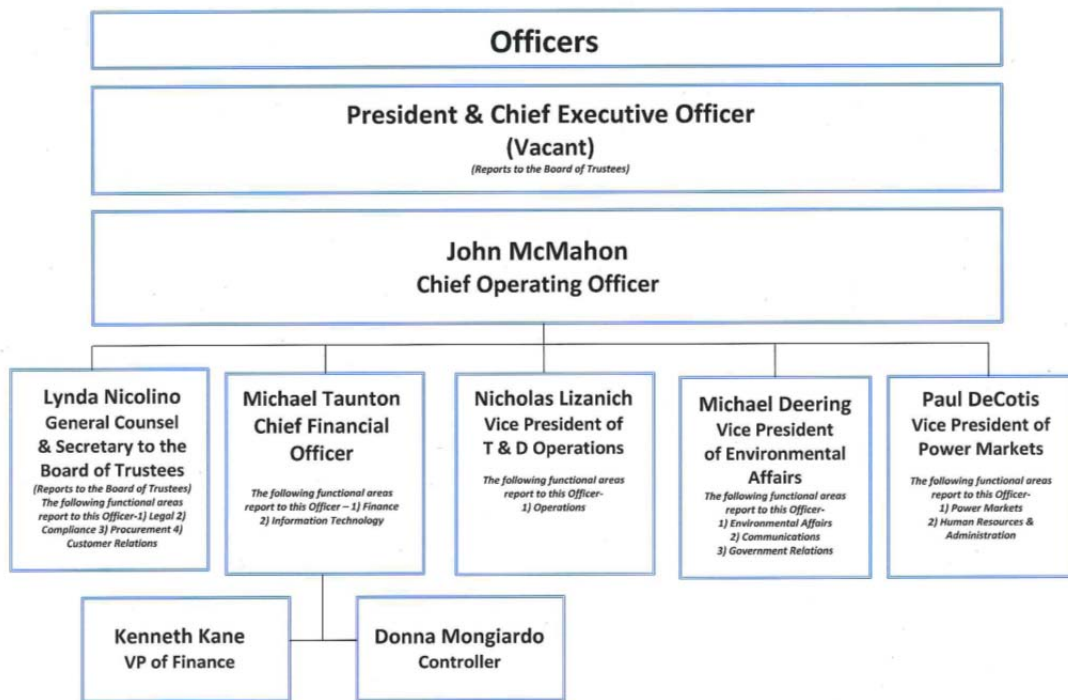 Officers
President & Chief Executive Officer
(Vacant)
(Reports to the Board of Trustees)
John McMahon
Chief Operating Officer
Lynda Nicolino
General Counsel
& Secretary to the
Board of Trustees
(Reports to the Board of Trustees)
The following functional areas
report to this Officer-1) Legal 2)
Compliance 3) Procurement 4)
Customer Relations
Michael Taunton
Chief Financial
Officer
The following functional areas
report to this Officer – 1) Finance
2) Information Technology
Nicholas Lizanich
Vice President of
T & D Operations
The following functional areas
report to this Officer-
1) Operations
Michael Deering
Vice President
of Environmental
Affairs
The following functional areas
report to this Officer-
1) Environmental Affairs
2) Communications
3) Government Relations
Paul DeCotis
Vice President of
Power Markets
The following functional areas
report to this Officer-
1) Power Markets
2) Human Resources &
Administration
Kenneth Kane
VP of Finance
Donna Mongiardo
Controller